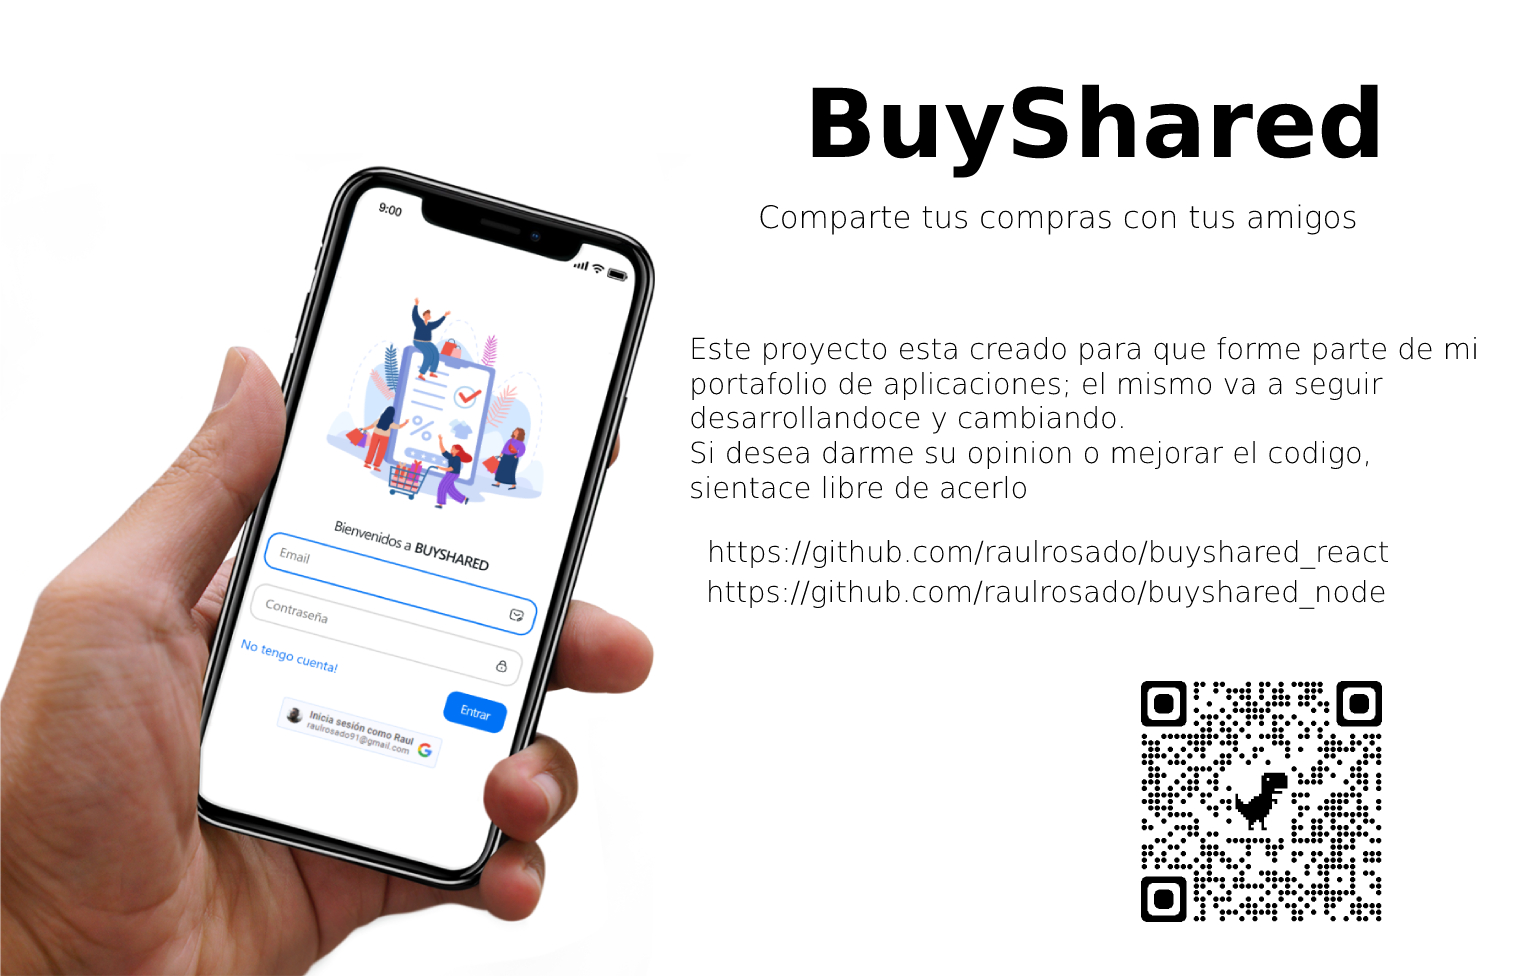 BuyShared
Comparte tus compras con tus amigos
Este proyecto esta creado para que forme parte de mi
portafolio de aplicaciones; el mismo va a seguir
desarrollandoce y cambiando.
Si desea darme su opinion o mejorar el codigo,
sientace libre de acerlo
https://github.com/raulrosado/buyshared_react
https://github.com/raulrosado/buyshared_node
9:00
Bienvenidos a BUYSHARED
Email
Contraseña
No tengo cuenta!
Entrar
Inicia sesión como Raul
raulrosado91@gmail.com